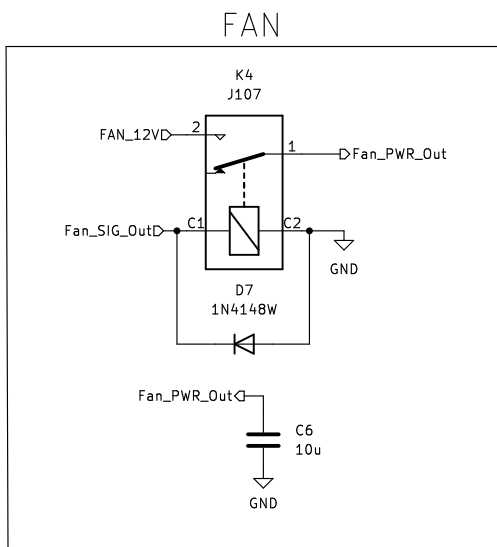 FAN
K4
J107
2
FAN_12V
1
Fan_PWR_Out
C1
C2
Fan_SIG_Out
GND
D7
1N4148W
Fan_PWR_Out
C6
10u
GND